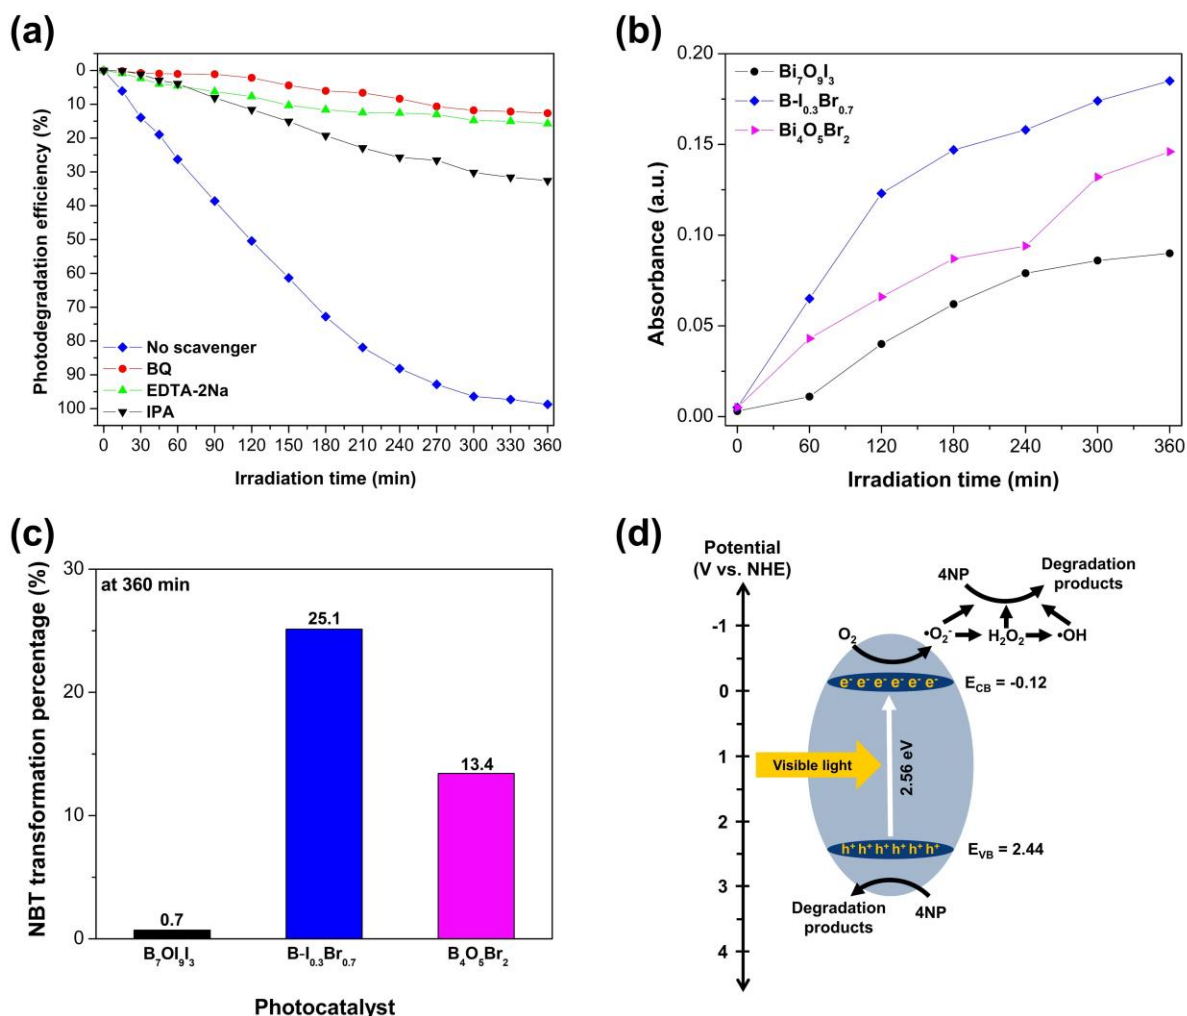 (a)
0
10
20
30
40
50
60
70
80
90
100
Photodegradation efficiency (%)
No scavenger
BQ
EDTA-2Na
IPA
0 30 60 90 120 150 180 210 240 270 300 330 360
Irradiation time (min)
(b)
0.20
0.15
0.10
0.05
0.00
Absorbance (a.u.)
Bi₇O₉I₃
B-I₀.₃Br₀.₇
Bi₄O₅Br₂
0 60 120 180 240 300 360
Irradiation time (min)
(c)
30
20
10
0
NBT transformation percentage (%)
at 360 min
0.7
25.1
13.4
B₇OI₉I₃ B-I₀.₃Br₀.₇ B₄O₅Br₂
Photocatalyst
(d)
Potential
(V vs. NHE)
-1
0
1
2
3
4
4NP
Degradation
products
O₂ •O₂⁻ H₂O₂ •OH
e⁻ e⁻ e⁻ e⁻ e⁻ e⁻
E_CB = -0.12
Visible light
2.56 eV
h⁺ h⁺ h⁺ h⁺ h⁺ h⁺
E_VB = 2.44
Degradation
products
4NP